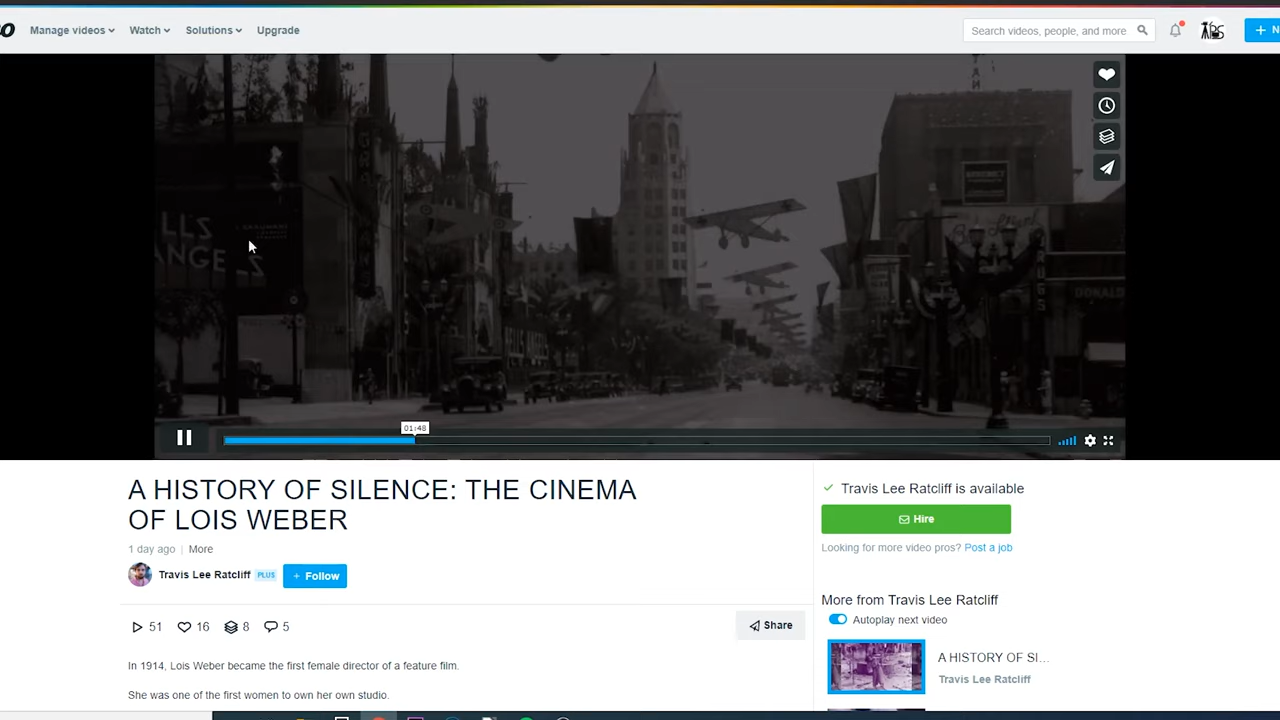 Manage videos Watch Solutions Upgrade Search videos, people, and more
01:48
A HISTORY OF SILENCE: THE CINEMA
OF LOIS WEBER
1 day ago | More
Travis Lee Ratcliff PLUS + Follow
51 16 8 5 Share
In 1914, Lois Weber became the first female director of a feature film.
She was one of the first women to own her own studio.
Travis Lee Ratcliff is available
Hire
Looking for more video pros? Post a job
More from Travis Lee Ratcliff
Autoplay next video
A HISTORY OF SI...
Travis Lee Ratcliff